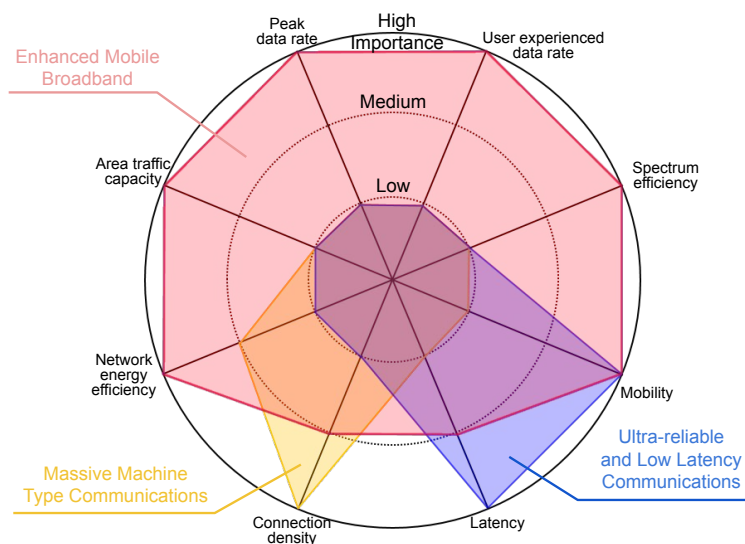 High
Importance
Peak
data rate
User experienced
data rate
Enhanced Mobile
Broadband
Medium
Area traffic
capacity
Low
Spectrum
efficiency
Network
energy
efficiency
Mobility
Massive Machine
Type Communications
Ultra-reliable
and Low Latency
Communications
Connection
density
Latency